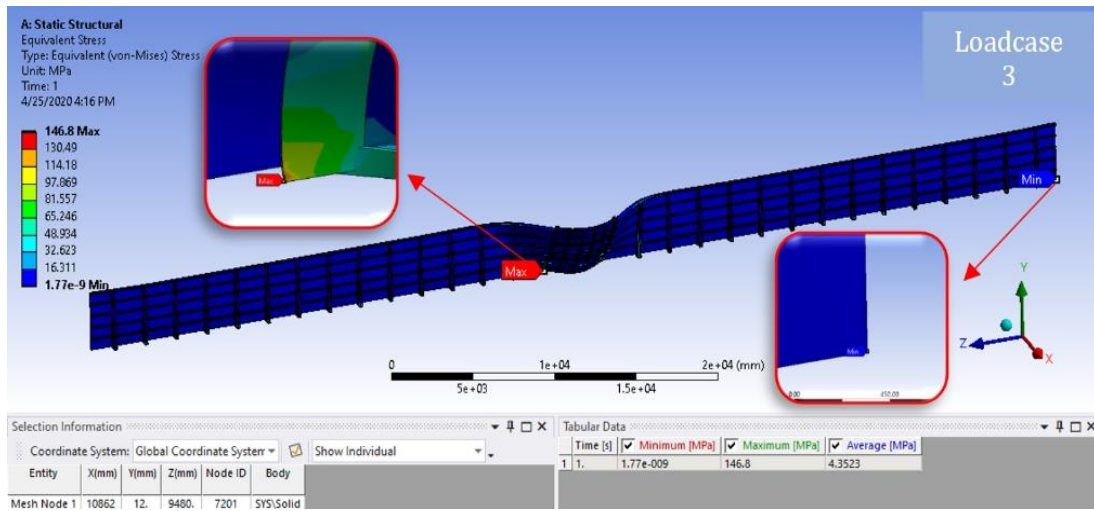 A: Static Structural
Equivalent Stress
Type: Equivalent (von-Mises) Stress
Unit: MPa
Time: 1
4/25/2020 4:16 PM
146.8 Max
130.49
114.18
97.869
81.557
65.246
48.934
32.623
16.311
1.77e-9 Min
Max
Loadcase
3
Min
Max
Min
0.00 450.00
Y
Z
X
0 1e+04 2e+04 (mm)
5e+03 1.5e+04
Selection Information
Coordinate System: Global Coordinate System Show Individual
Entity X(mm) Y(mm) Z(mm) Node ID Body
Mesh Node 1 10862 12. 9480. 7201 SYS\Solid
Tabular Data
Time [s] Minimum [MPa] Maximum [MPa] Average [MPa]
1 1. 1.77e-009 146.8 4.3523